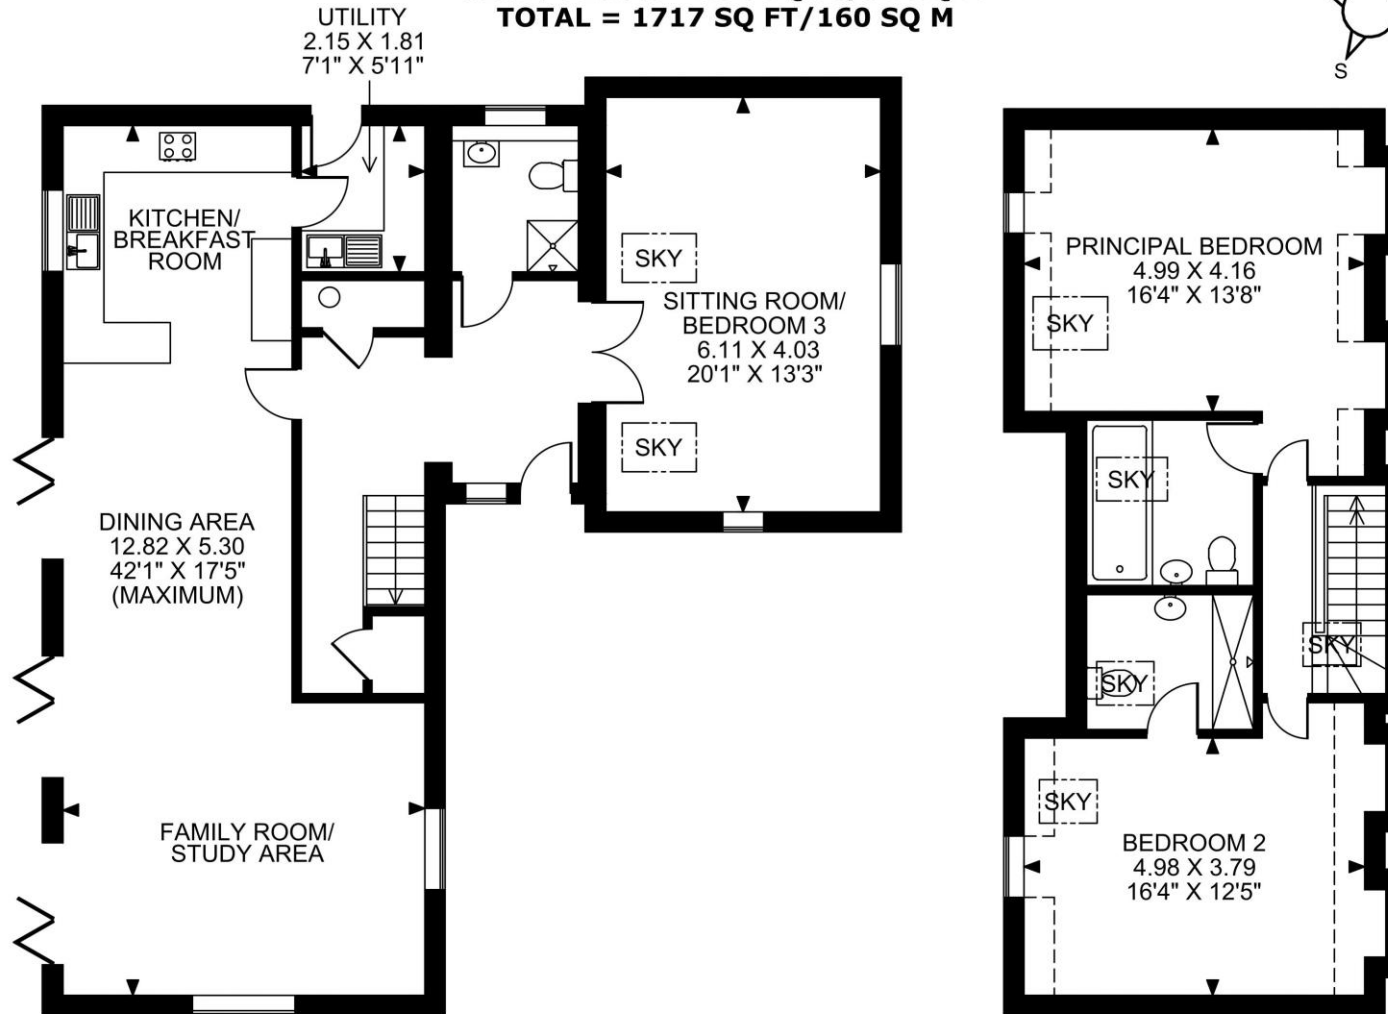 TOTAL = 1717 SQ FT/160 SQ M
UTILITY
2.15 X 1.81
7'1" X 5'11"
S
KITCHEN/
BREAKFAST
ROOM
SKY
SITTING ROOM/
BEDROOM 3
6.11 X 4.03
20'1" X 13'3"
SKY
DINING AREA
12.82 X 5.30
42'1" X 17'5"
(MAXIMUM)
FAMILY ROOM/
STUDY AREA
PRINCIPAL BEDROOM
4.99 X 4.16
16'4" X 13'8"
SKY
SKY
SKY
SKY
SKY
BEDROOM 2
4.98 X 3.79
16'4" X 12'5"